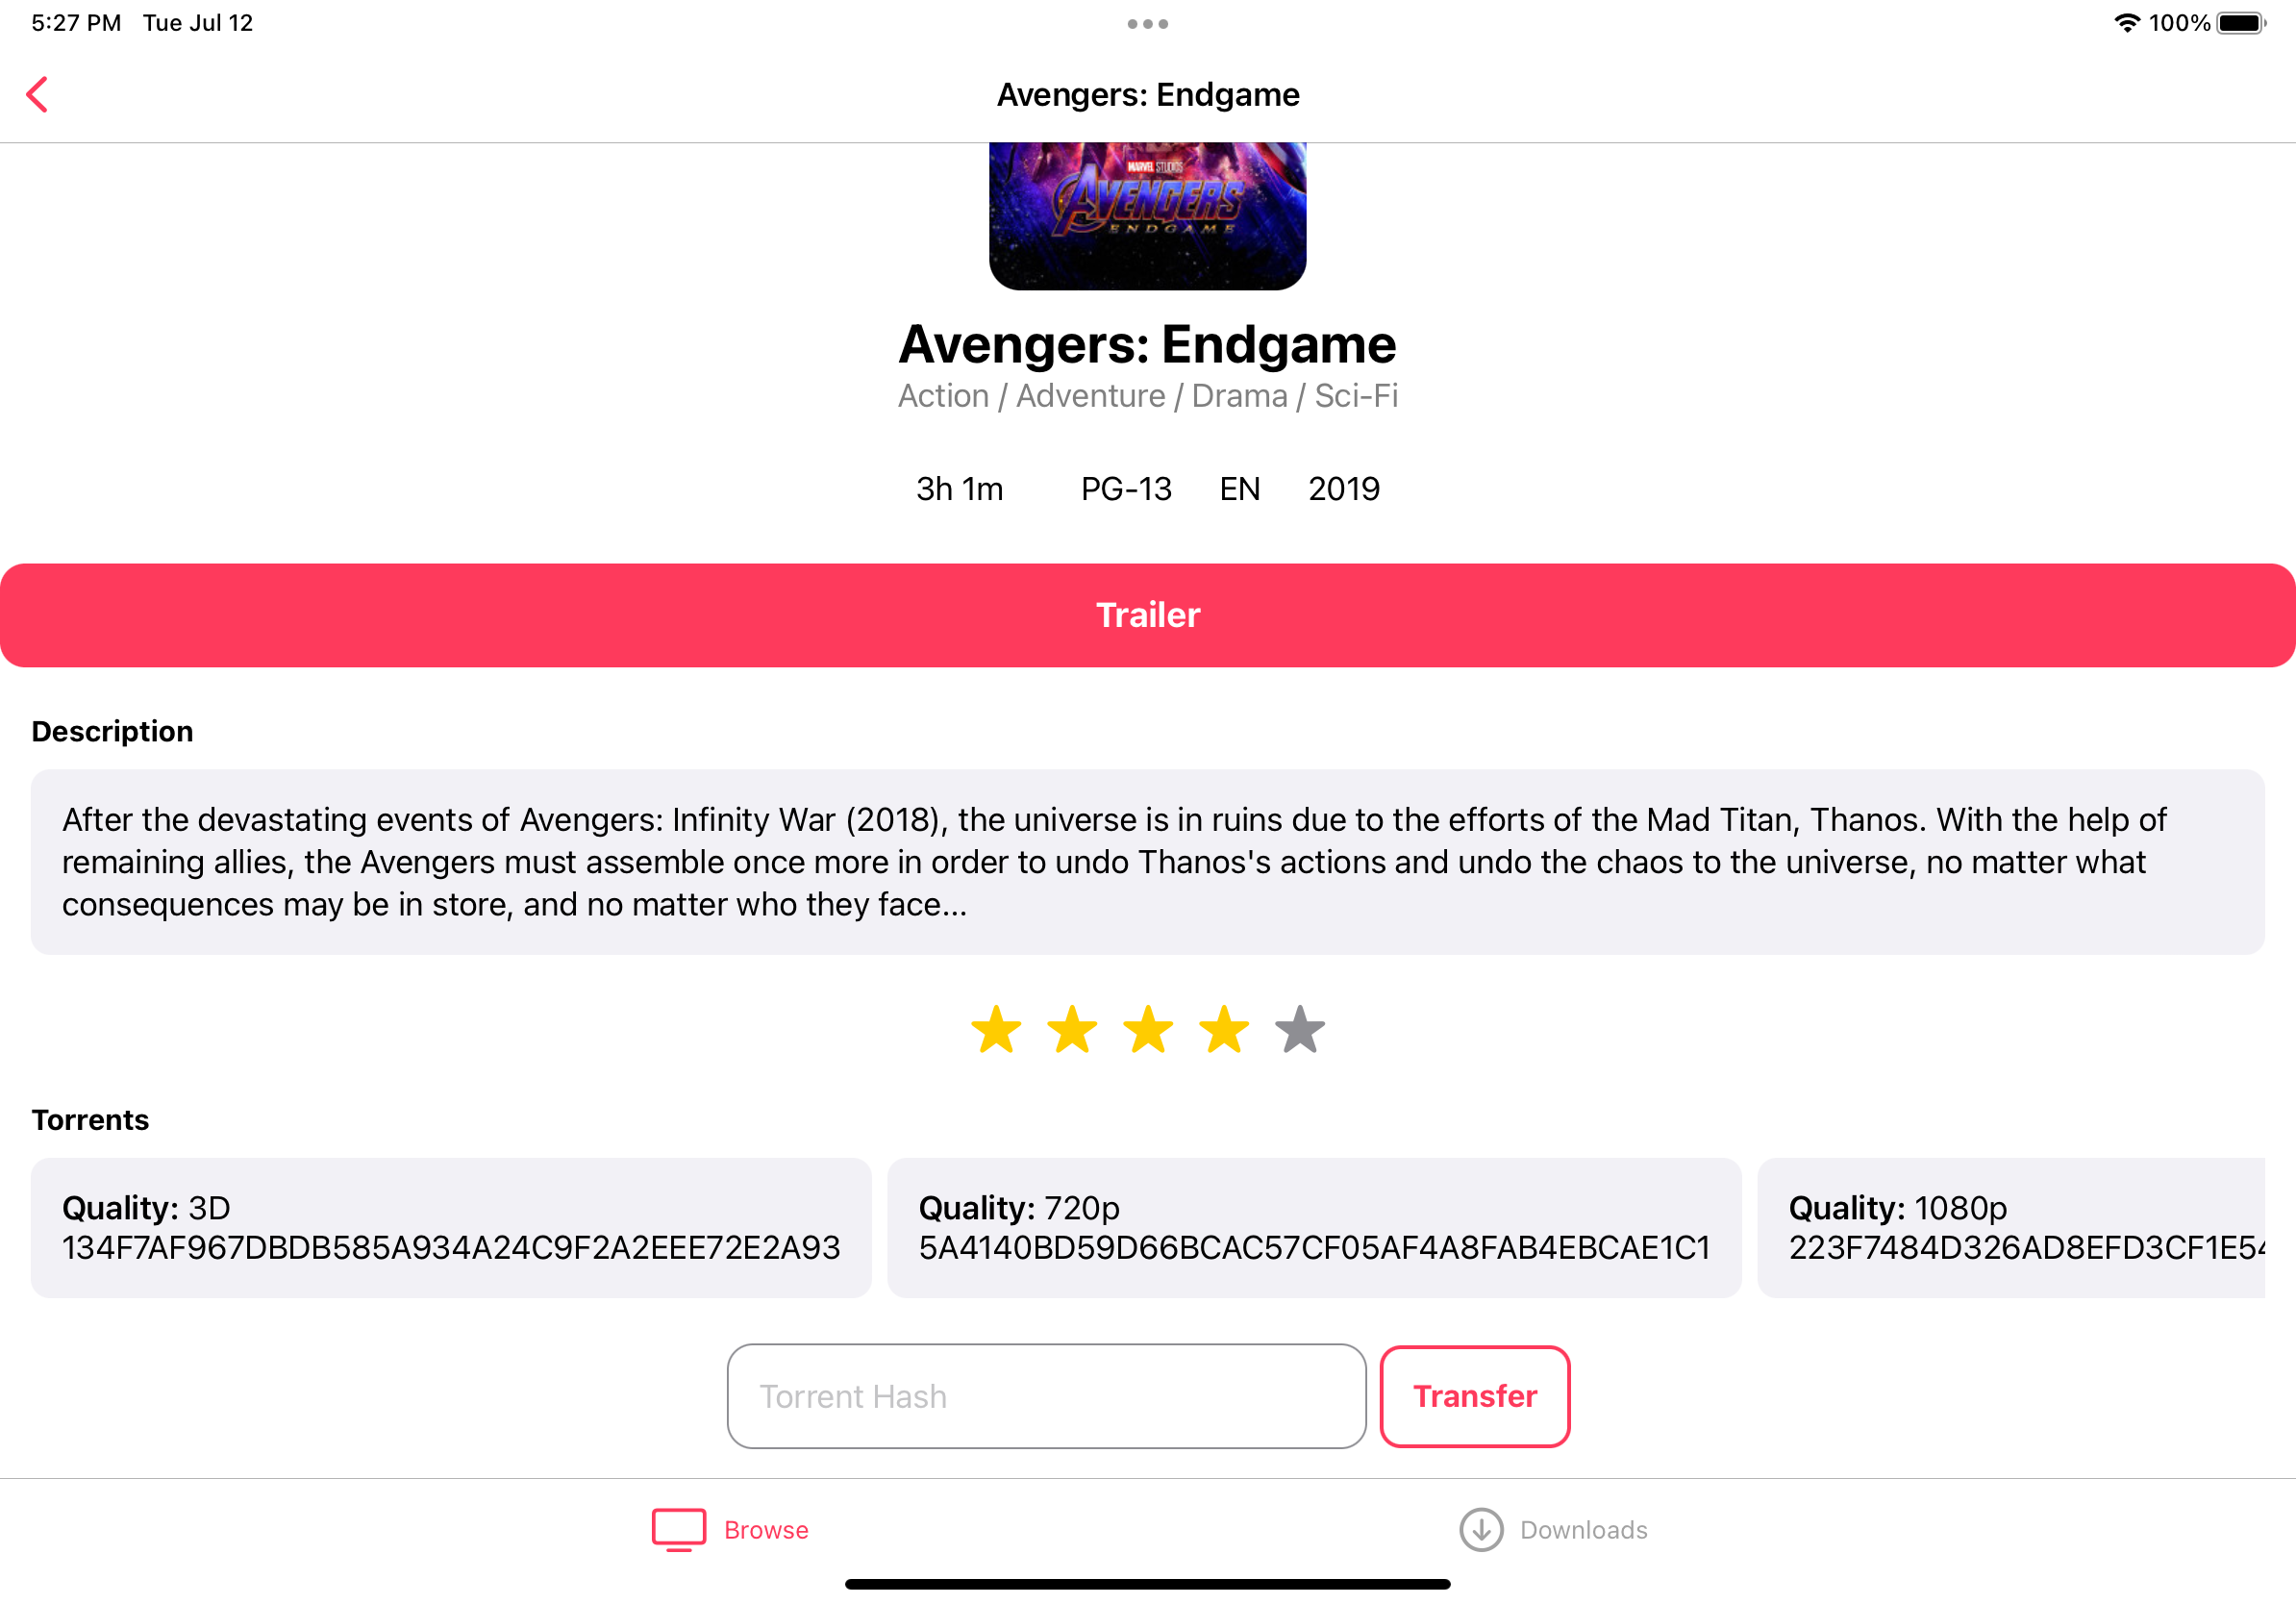 5:27 PM Tue Jul 12
100%
Avengers: Endgame
MARVEL STUDIOS
AVENGERS
ENDGAME
Avengers: Endgame
Action / Adventure / Drama / Sci-Fi
3h 1m PG-13 EN 2019
Trailer
Description
After the devastating events of Avengers: Infinity War (2018), the universe is in ruins due to the efforts of the Mad Titan, Thanos. With the help of
remaining allies, the Avengers must assemble once more in order to undo Thanos's actions and undo the chaos to the universe, no matter what
consequences may be in store, and no matter who they face...
Torrents
Quality: 3D
134F7AF967DBDB585A934A24C9F2A2EEE72E2A93
Quality: 720p
5A4140BD59D66BCAC57CF05AF4A8FAB4EBCAE1C1
Quality: 1080p
223F7484D326AD8EFD3CF1E54
Torrent Hash
Transfer
Browse
Downloads